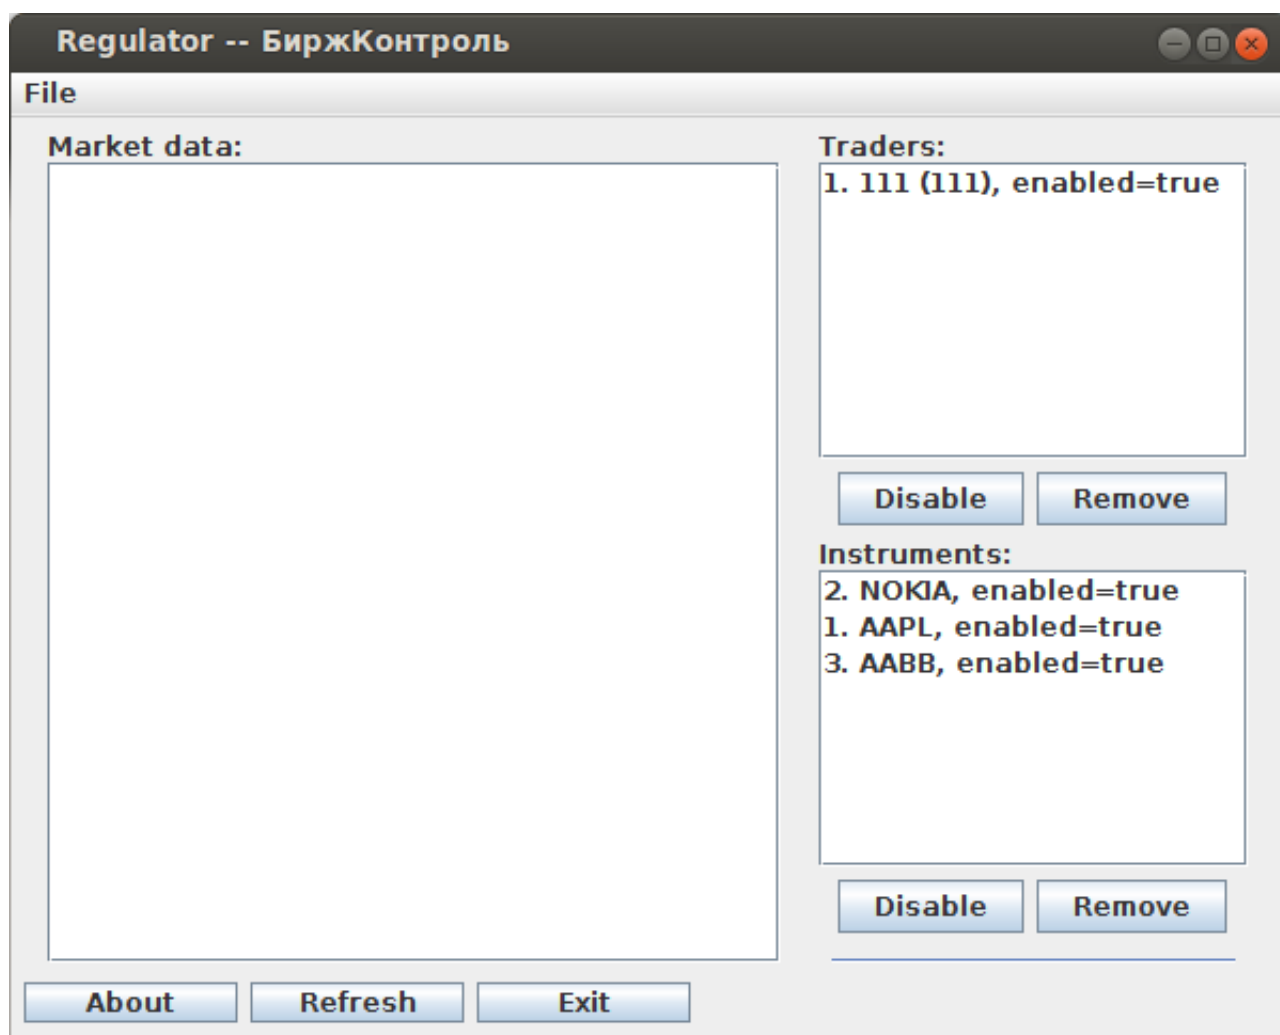 Regulator -- БиржКонтроль
File
Market data:
Traders:
1. 111 (111), enabled=true
Disable
Remove
Instruments:
2. NOKIA, enabled=true
1. AAPL, enabled=true
3. AABB, enabled=true
Disable
Remove
About
Refresh
Exit